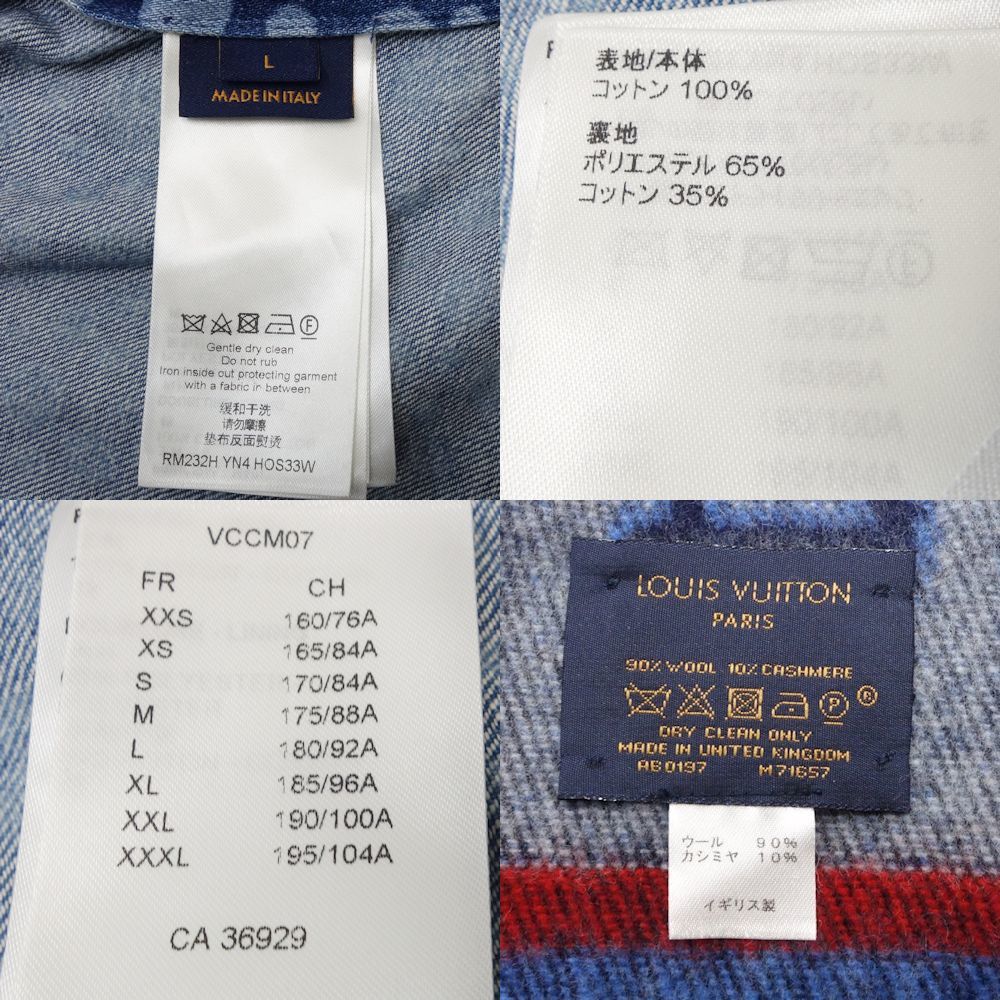 L
MADE IN ITALY
Gentle dry clean
Do not rub
Iron inside out protecting garment
with a fabric in between
缓和干洗
请勿摩擦
垫布反面熨烫
RM232H YN4 HOS33W
表地/本体
コットン 100%
裏地
ポリエステル 65%
コットン 35%
VCCM07
FR CH
XXS 160/76A
XS 165/84A
S 170/84A
M 175/88A
L 180/92A
XL 185/96A
XXL 190/100A
XXXL 195/104A
CA 36929
LOUIS VUITTON
PARIS
90% WOOL 10% CASHMERE
DRY CLEAN ONLY
MADE IN UNITED KINGDOM
AB0197 M71657
ウール 90%
カシミヤ 10%
イギリス製